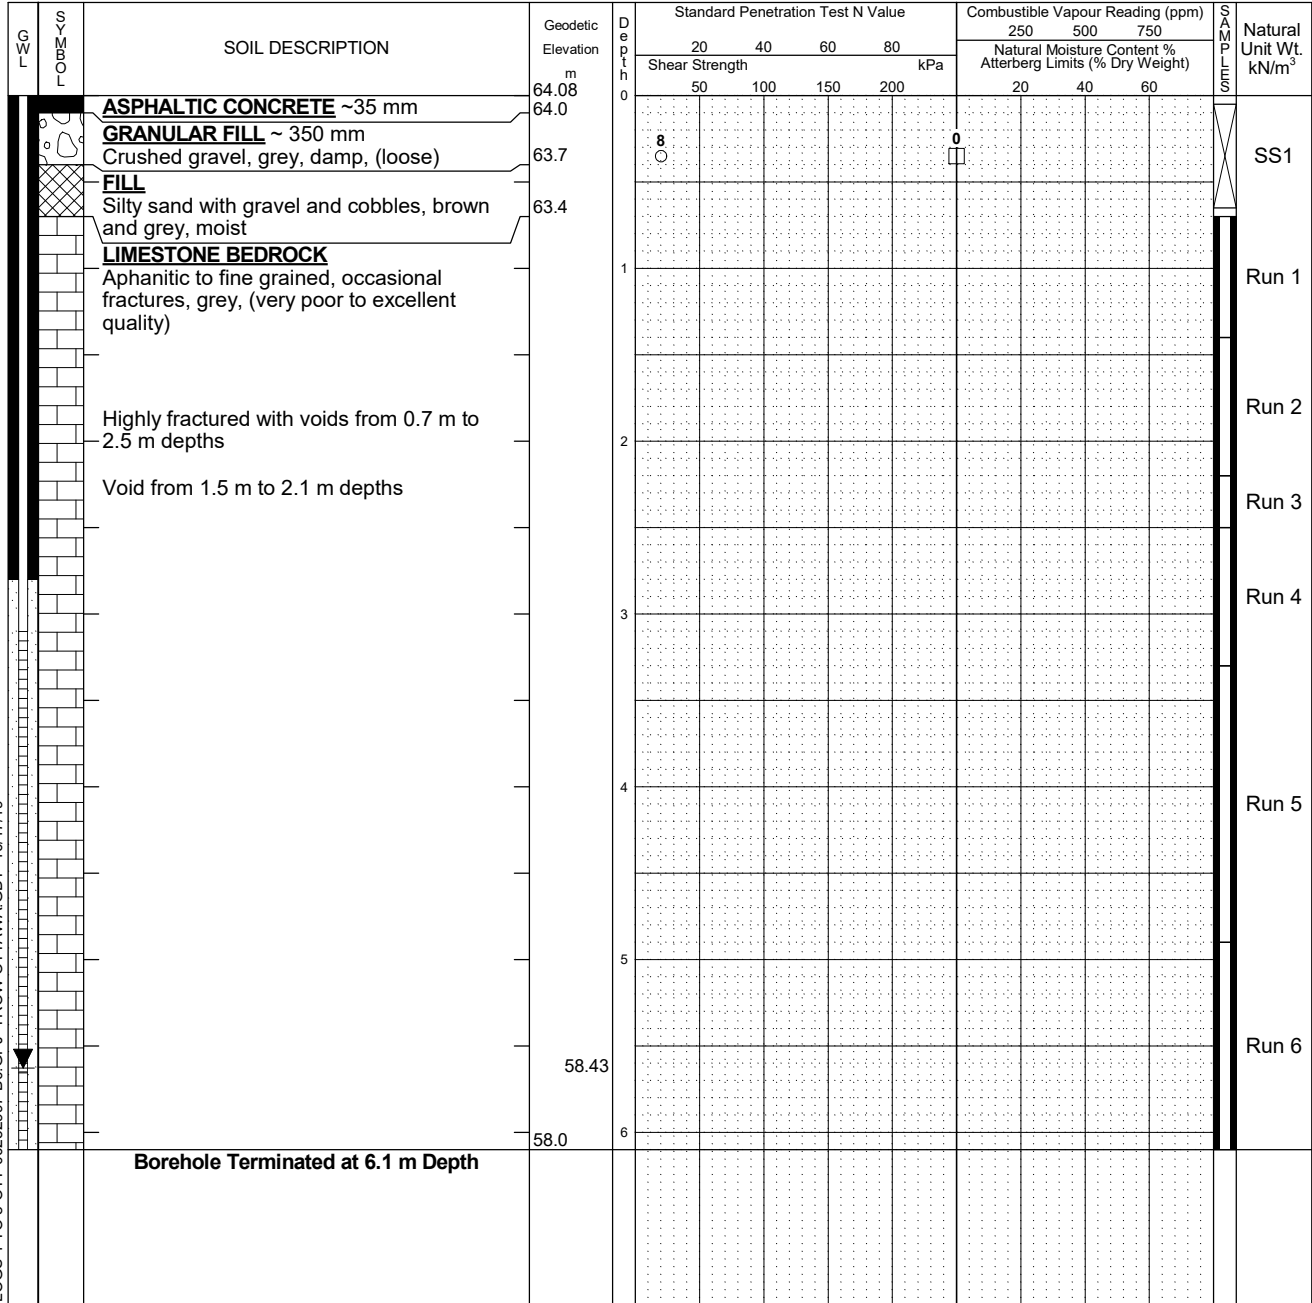 GWL
SYMBOL
SOIL DESCRIPTION
Geodetic
Elevation
m
64.08
Depth
Standard Penetration Test N Value
20 40 60 80
Shear Strength kPa
50 100 150 200
Combustible Vapour Reading (ppm)
250 500 750
Natural Moisture Content %
Atterberg Limits (% Dry Weight)
20 40 60
SAMPLES
Natural
Unit Wt.
kN/m³
0
ASPHALTIC CONCRETE ~35 mm
64.0
GRANULAR FILL ~ 350 mm
Crushed gravel, grey, damp, (loose)
63.7
8
0
SS1
FILL
Silty sand with gravel and cobbles, brown
and grey, moist
63.4
LIMESTONE BEDROCK
Aphanitic to fine grained, occasional
fractures, grey, (very poor to excellent
quality)
1
Run 1
Highly fractured with voids from 0.7 m to
2.5 m depths
2
Run 2
Void from 1.5 m to 2.1 m depths
Run 3
3
Run 4
4
Run 5
5
58.43
Run 6
6
58.0
Borehole Terminated at 6.1 m Depth